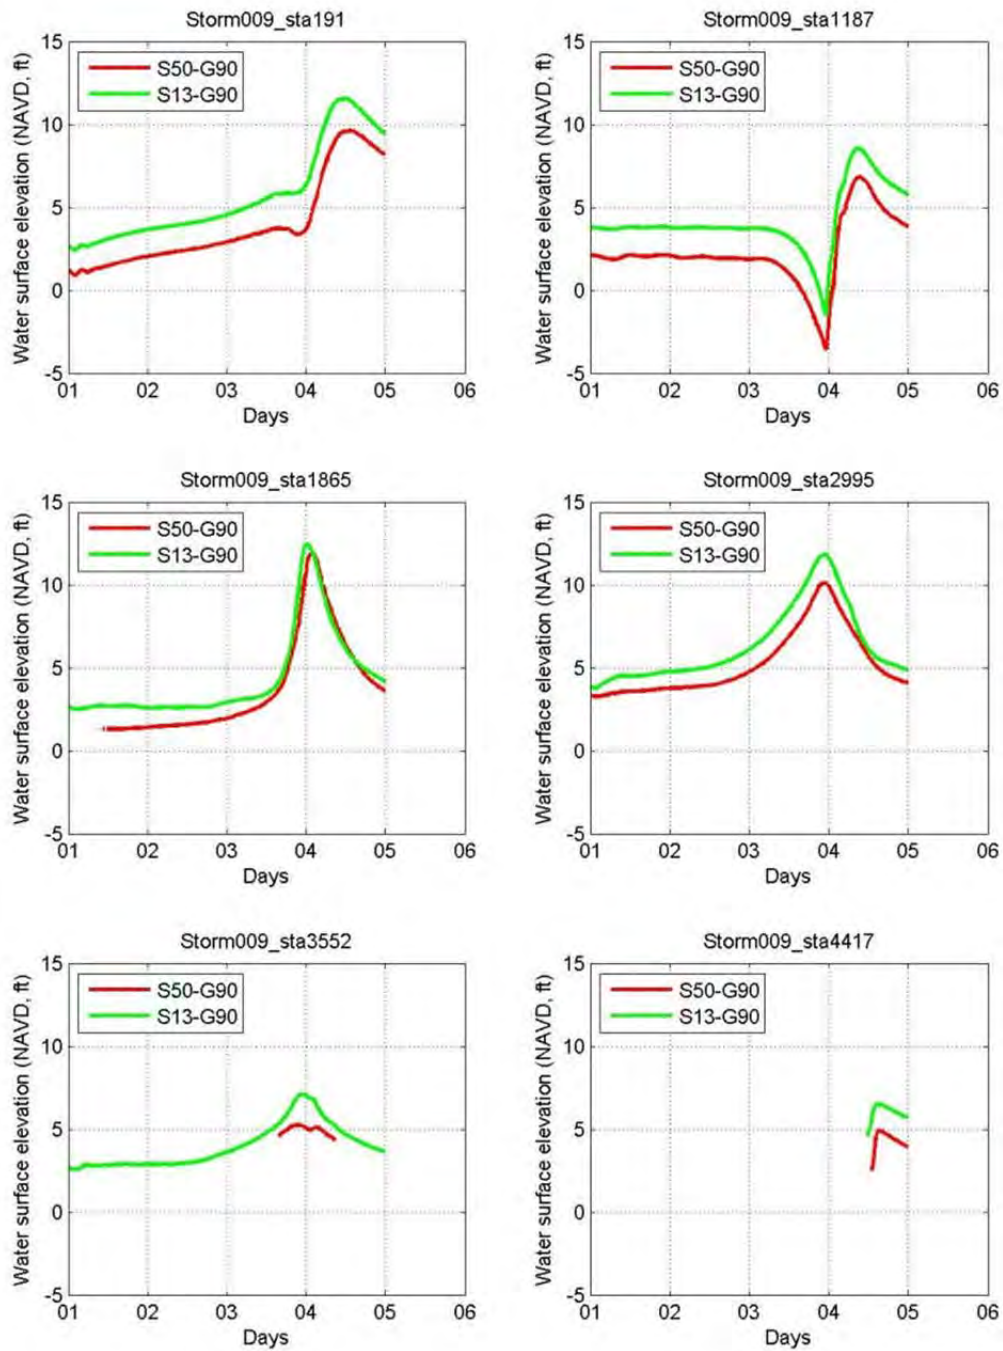 Storm009_sta191
Water surface elevation (NAVD, ft)
15
10
5
0
-5
S50-G90
S13-G90
01 02 03 04 05 06
Days
Storm009_sta1187
Water surface elevation (NAVD, ft)
15
10
5
0
-5
S50-G90
S13-G90
01 02 03 04 05 06
Days
Storm009_sta1865
Water surface elevation (NAVD, ft)
15
10
5
0
-5
S50-G90
S13-G90
01 02 03 04 05 06
Days
Storm009_sta2995
Water surface elevation (NAVD, ft)
15
10
5
0
-5
S50-G90
S13-G90
01 02 03 04 05 06
Days
Storm009_sta3552
Water surface elevation (NAVD, ft)
15
10
5
0
-5
S50-G90
S13-G90
01 02 03 04 05 06
Days
Storm009_sta4417
Water surface elevation (NAVD, ft)
15
10
5
0
-5
S50-G90
S13-G90
01 02 03 04 05 06
Days